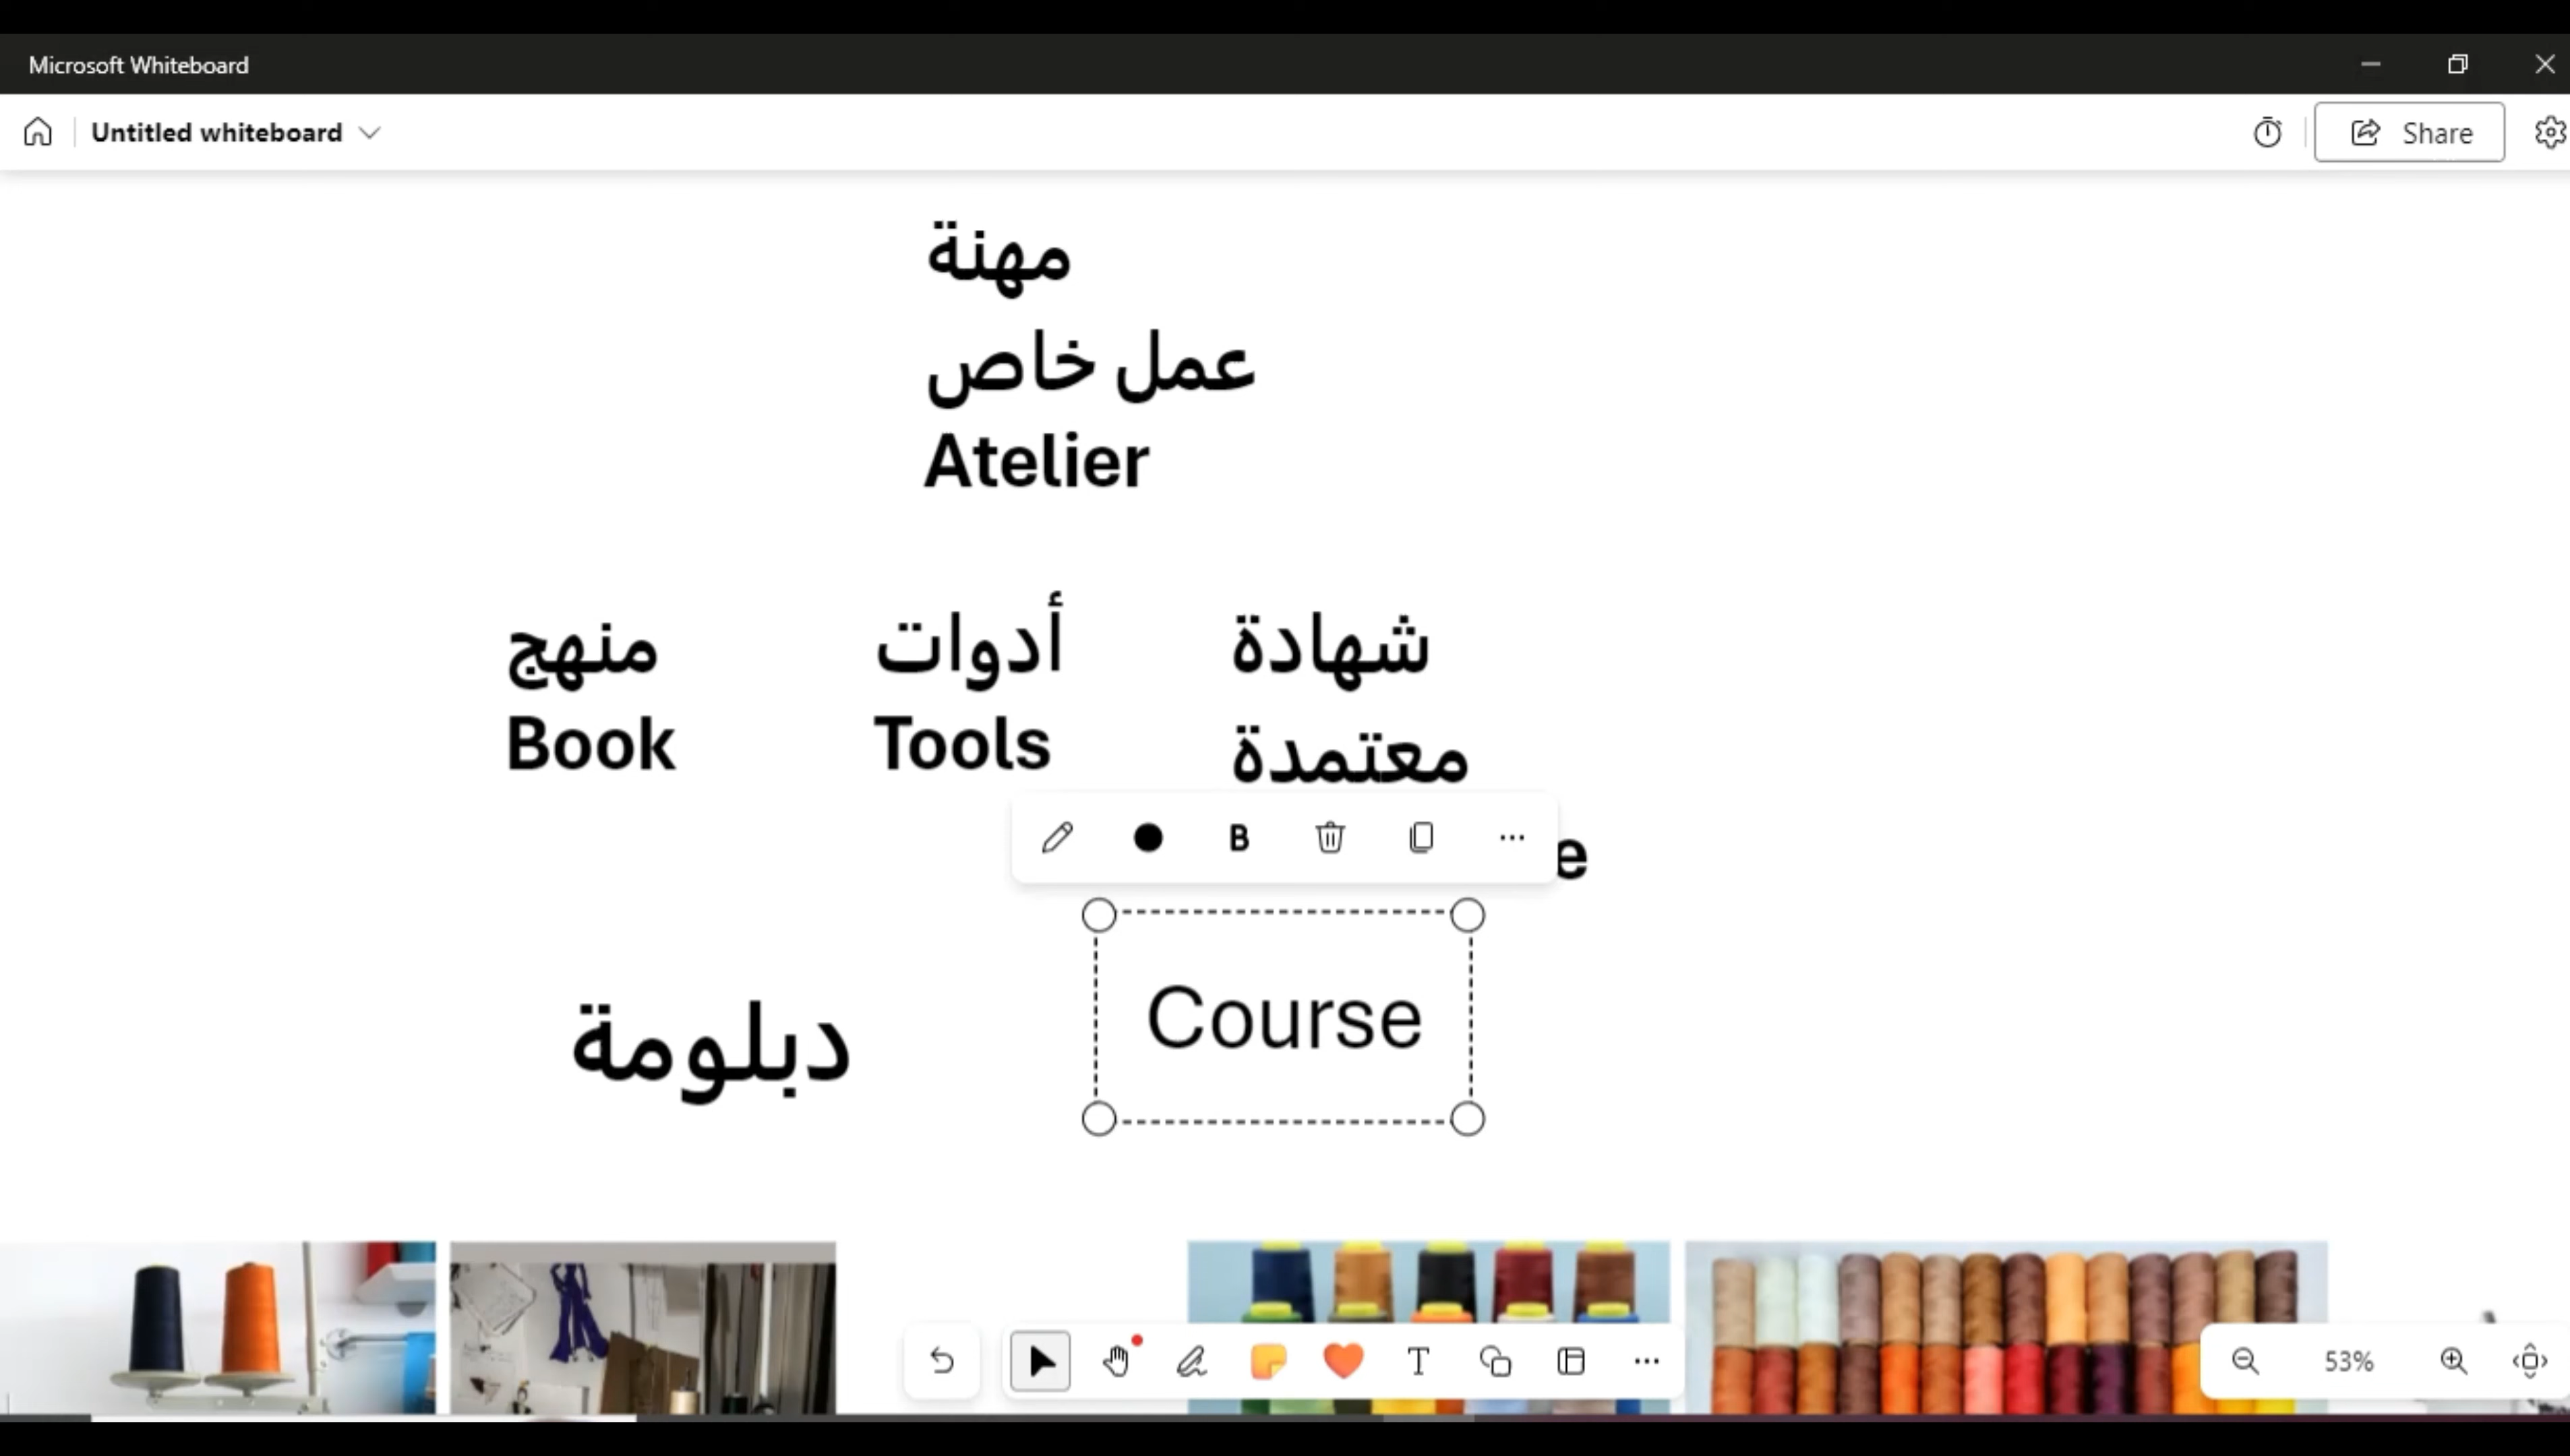 Microsoft Whiteboard
Untitled whiteboard
Share
مهنة
عمل خاص
Atelier
منهج
Book
أدوات
Tools
شهادة
معتمدة
B
e
دبلومة
Course
T
53%